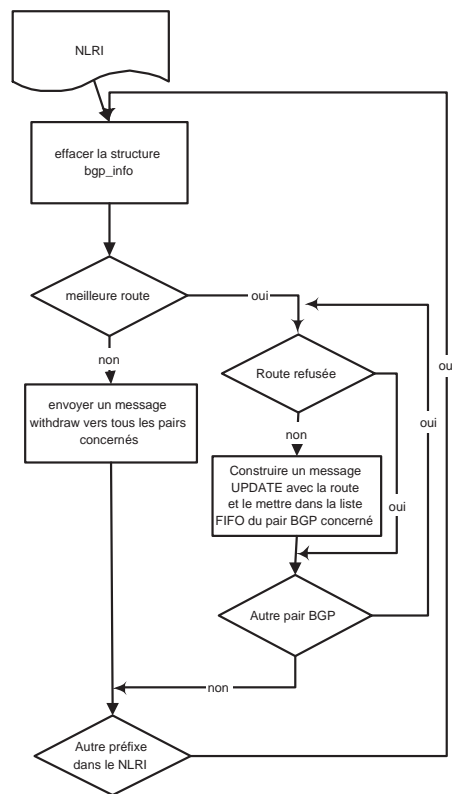 NLRI
effacer la structure
bgp_info
meilleure route
oui
non
Route refusée
envoyer un message
withdraw vers tous les pairs
concernés
non
oui
ou
Construire un message
UPDATE avec la route
et le mettre dans la liste
FIFO du pair BGP concerné
oui
Autre pair BGP
non
Autre préfixe
dans le NLRI